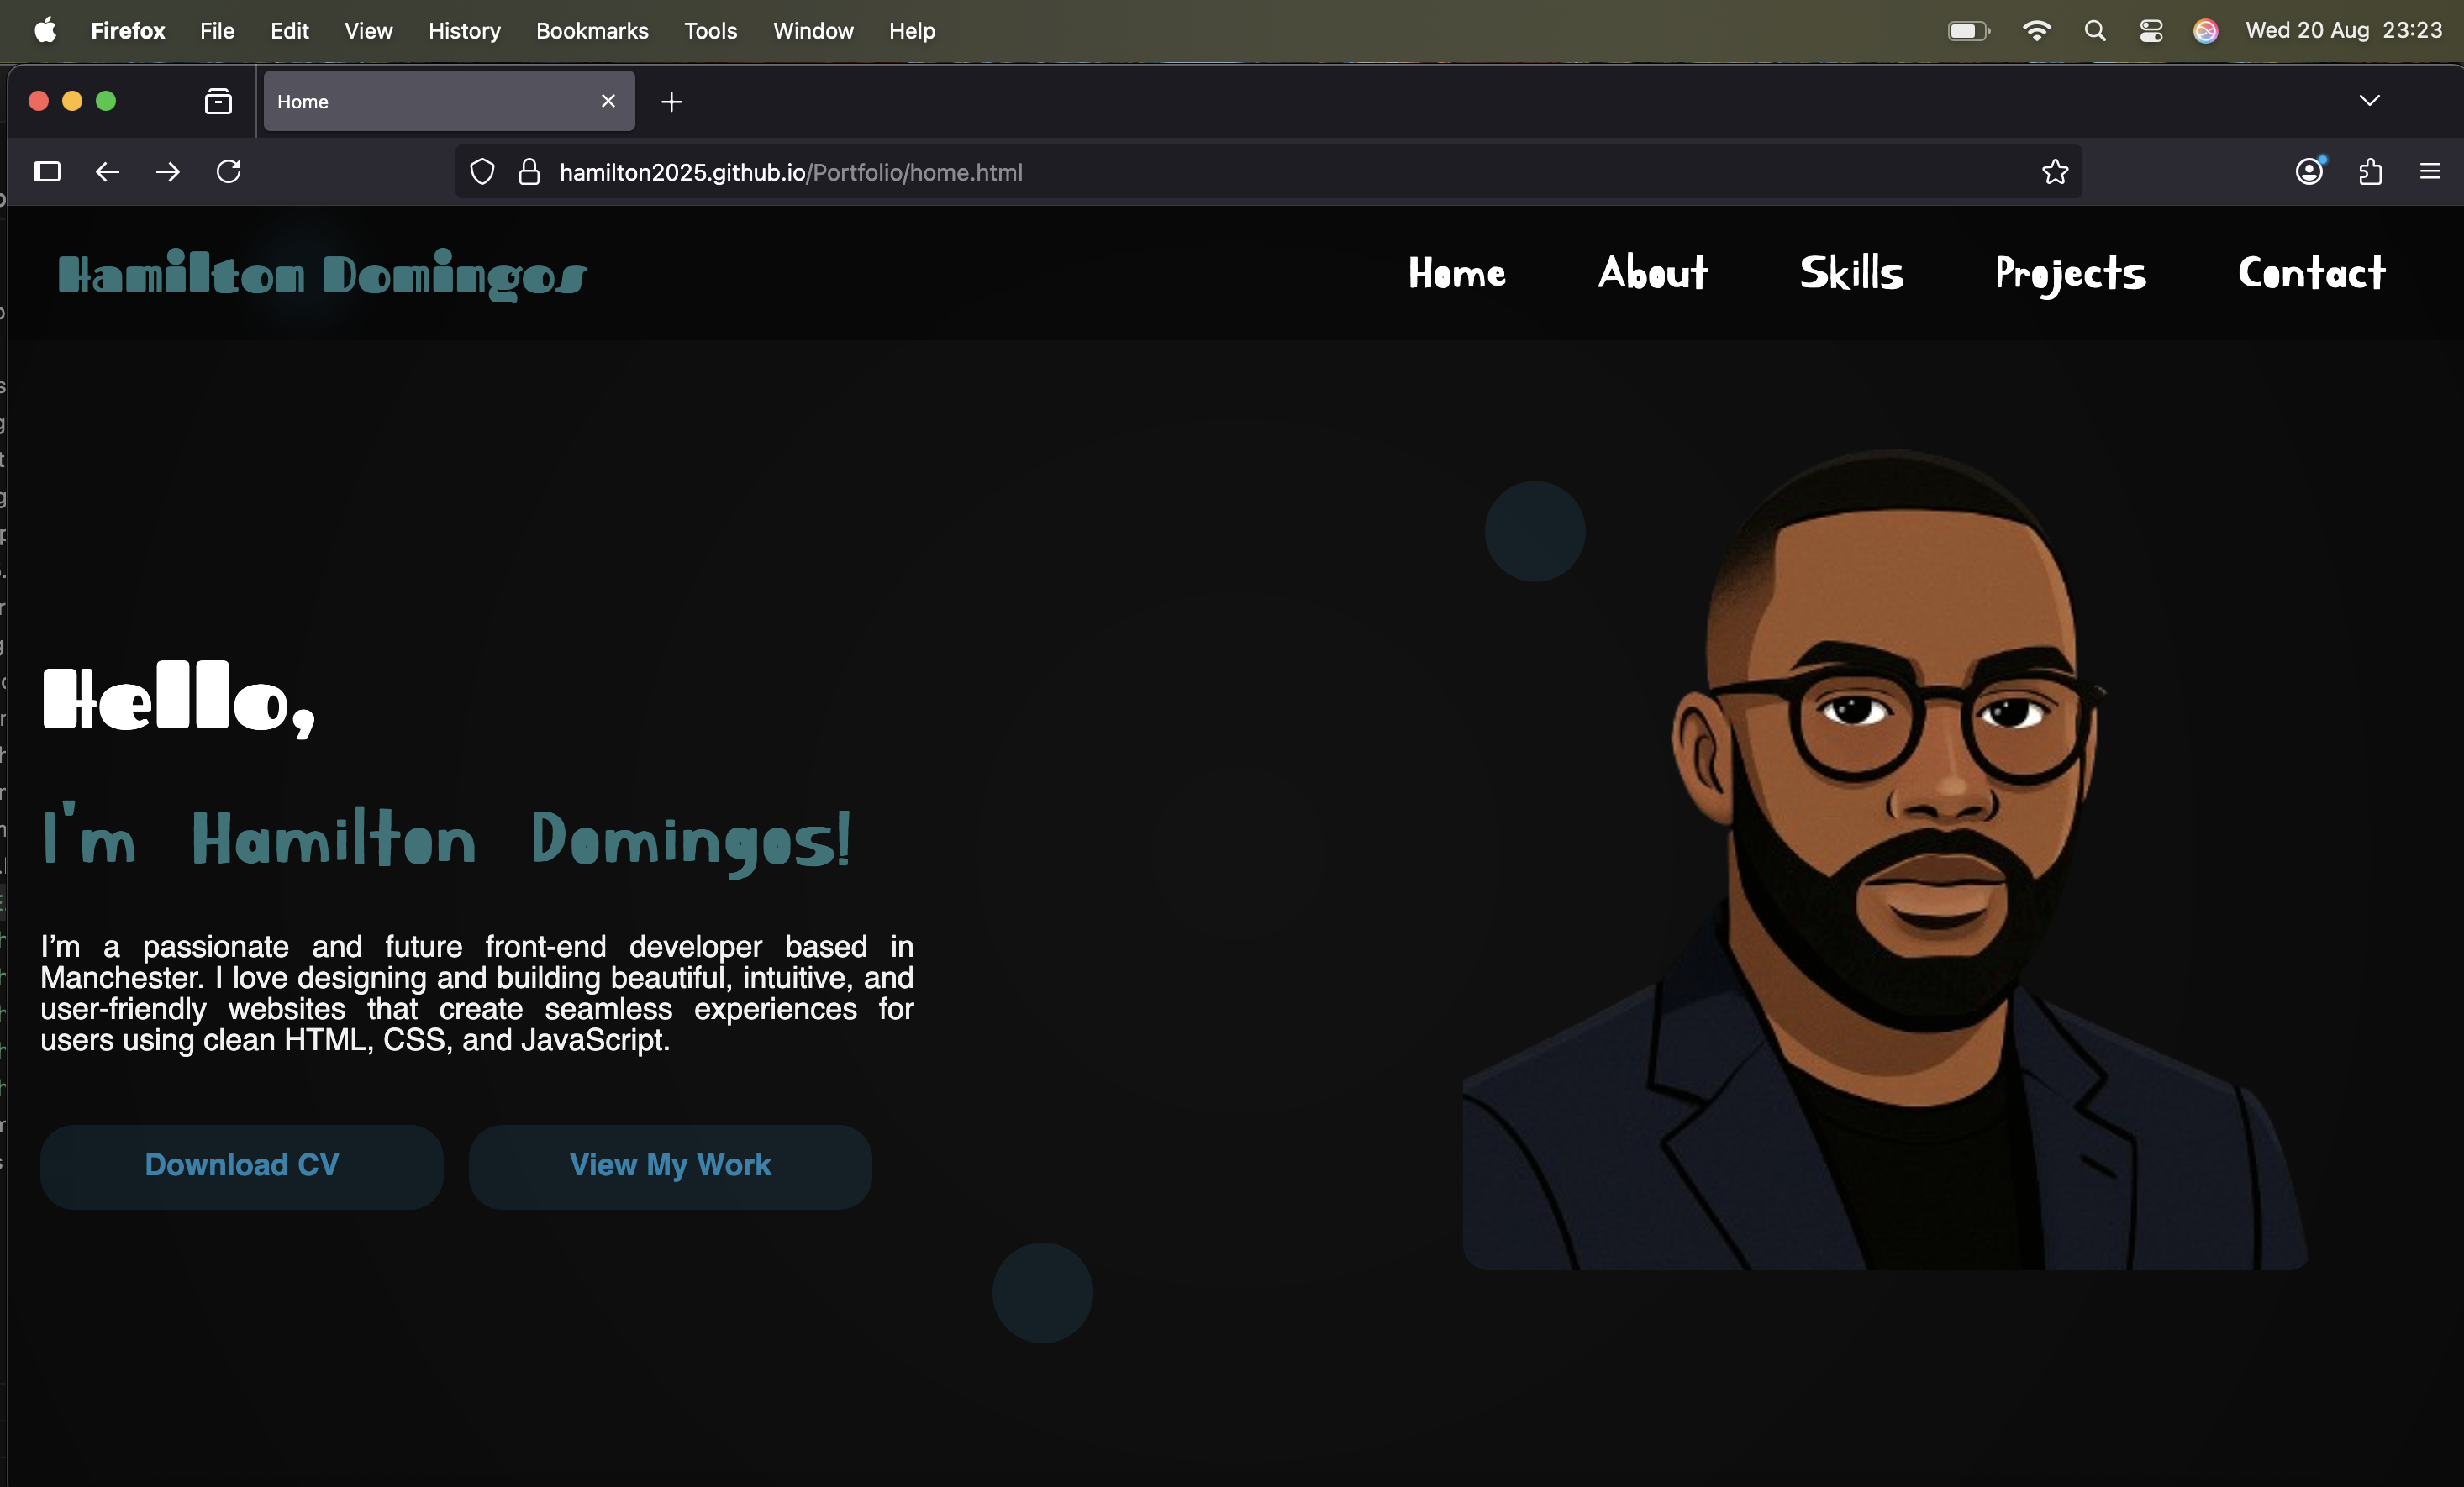 Firefox File Edit View History Bookmarks Tools Window Help Wed 20 Aug 23:23
Home
hamilton2025.github.io/Portfolio/home.html
Hamilton Domingos Home About Skills Projects Contact
Hello,
I'm Hamilton Domingos!
I’m a passionate and future front-end developer based in
Manchester. I love designing and building beautiful, intuitive, and
user-friendly websites that create seamless experiences for
users using clean HTML, CSS, and JavaScript.
Download CV View My Work